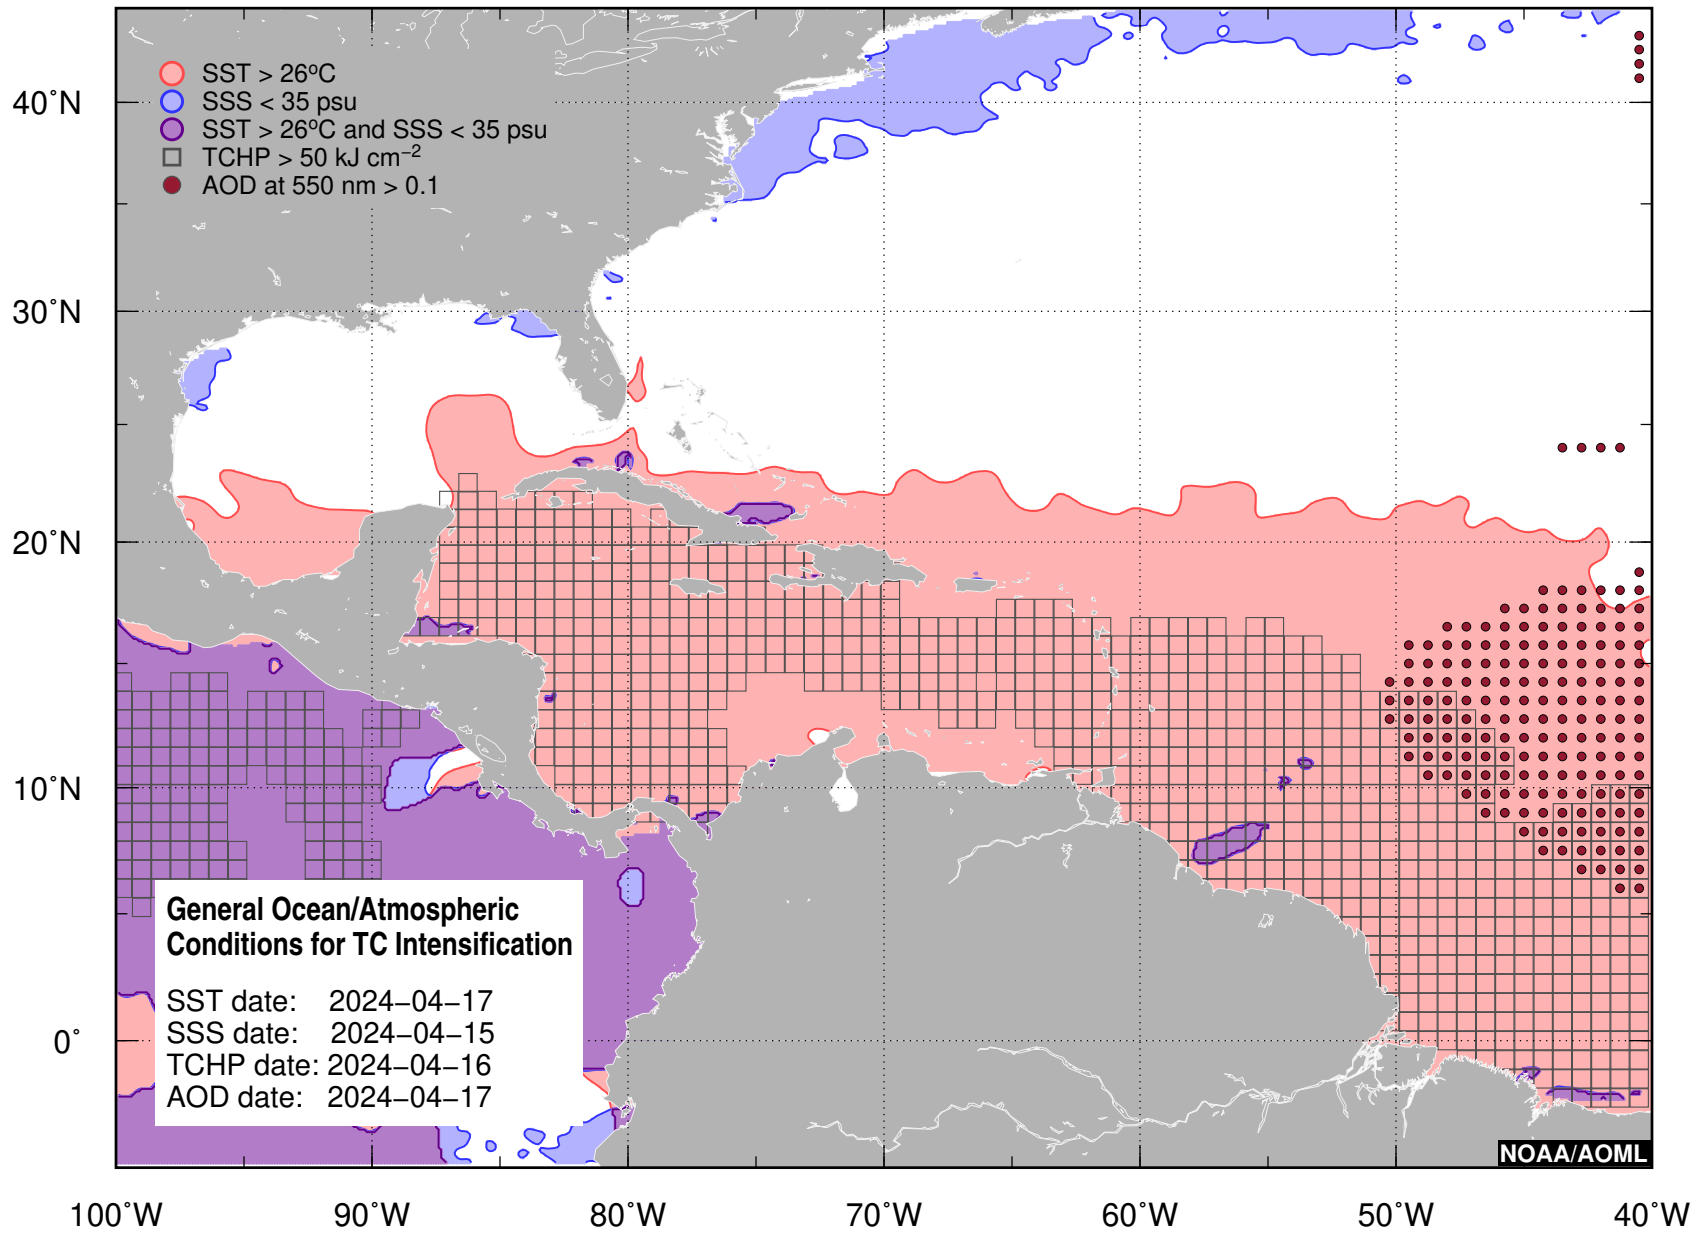 SST > 26°C
SSS < 35 psu
SST > 26°C and SSS < 35 psu
TCHP > 50 kJ cm⁻²
AOD at 550 nm > 0.1
40°N
30°N
20°N
10°N
0°
General Ocean/Atmospheric
Conditions for TC Intensification
SST date: 2024−04−17
SSS date: 2024−04−15
TCHP date: 2024−04−16
AOD date: 2024−04−17
NOAA/AOML
100°W 90°W 80°W 70°W 60°W 50°W 40°W